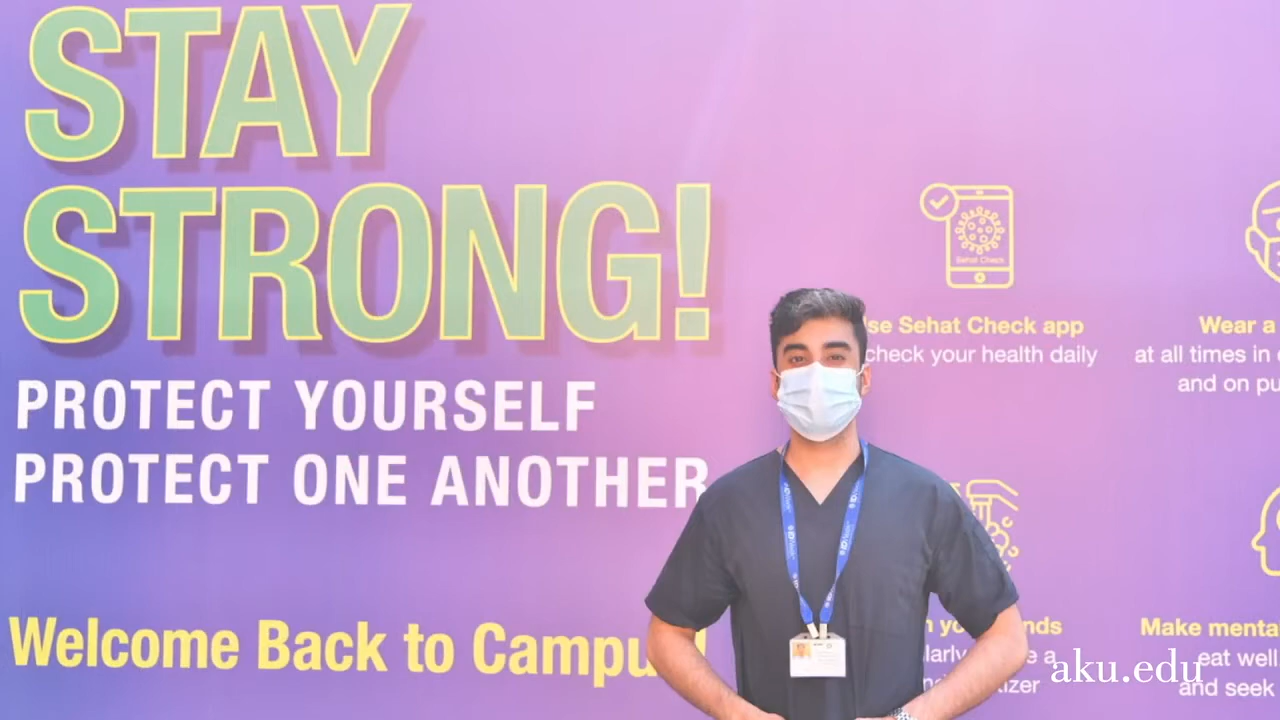 STAY
STRONG!
PROTECT YOURSELF
PROTECT ONE ANOTHER
Welcome Back to Campu
Sehat Check
se Sehat Check app
check your health daily
Wear a
at all times in
and on pu
Make menta
eat well
and seek
aku.edu